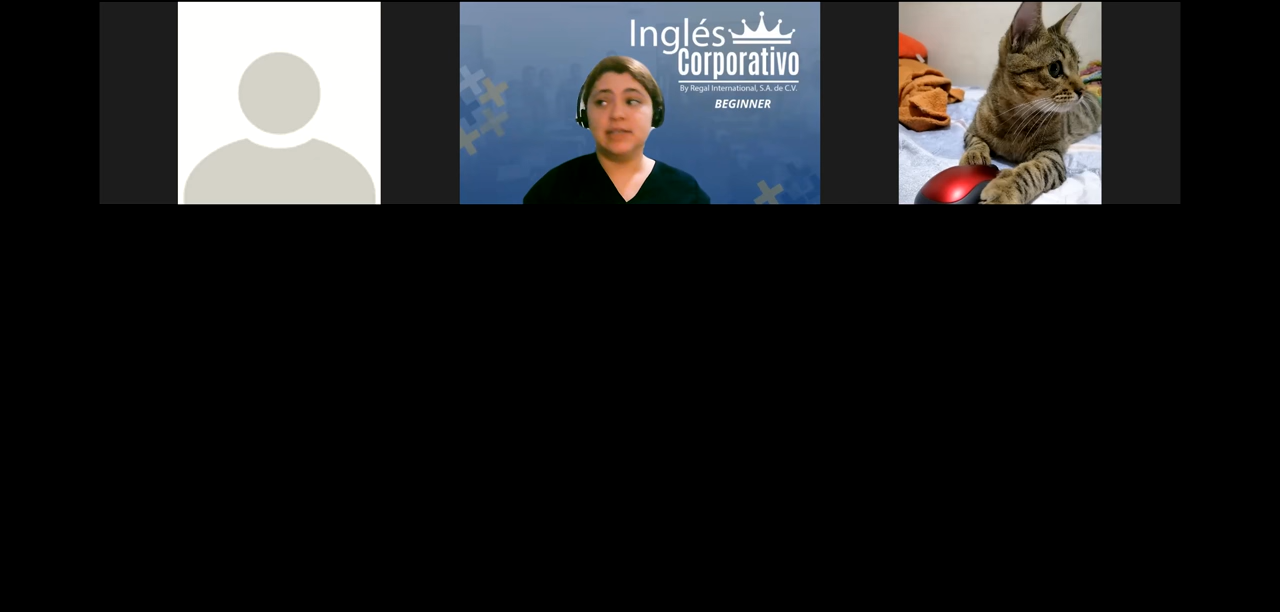 Inglés
Corporativo
By Regal International, S.A. de C.V.
BEGINNER